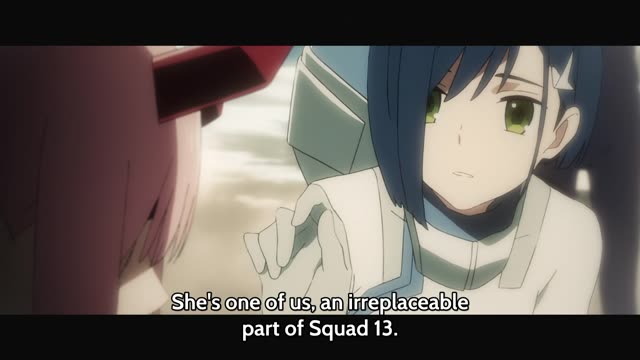 She's one of us, an irreplaceable
part of Squad 13.